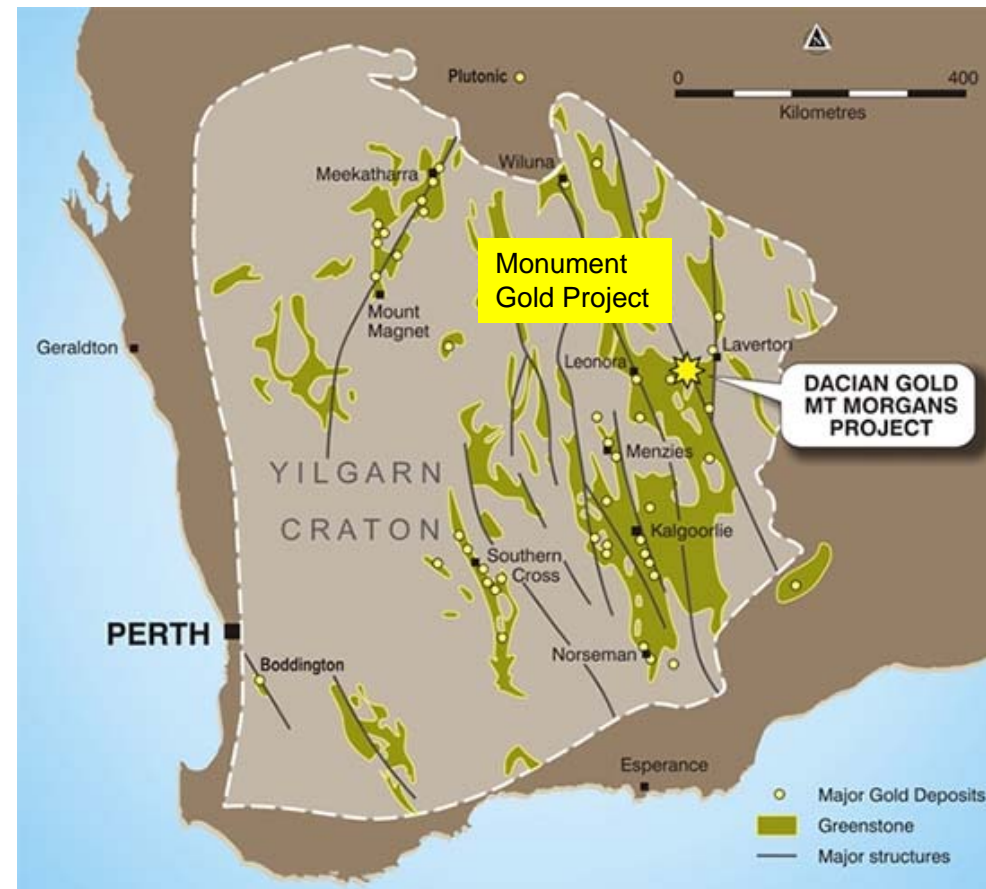 Plutonic
0
400
Kilometres
Meekatharra
Wiluna
Monument
Gold Project
Mount
Magnet
Geraldton
Leonora
Laverton
DACIAN GOLD
MT MORGANS
PROJECT
Menzies
YILGARN
CRATON
Kalgoorlie
Southern
Cross
PERTH
Norseman
Boddington
Esperance
Major Gold Deposits
Greenstone
Major structures